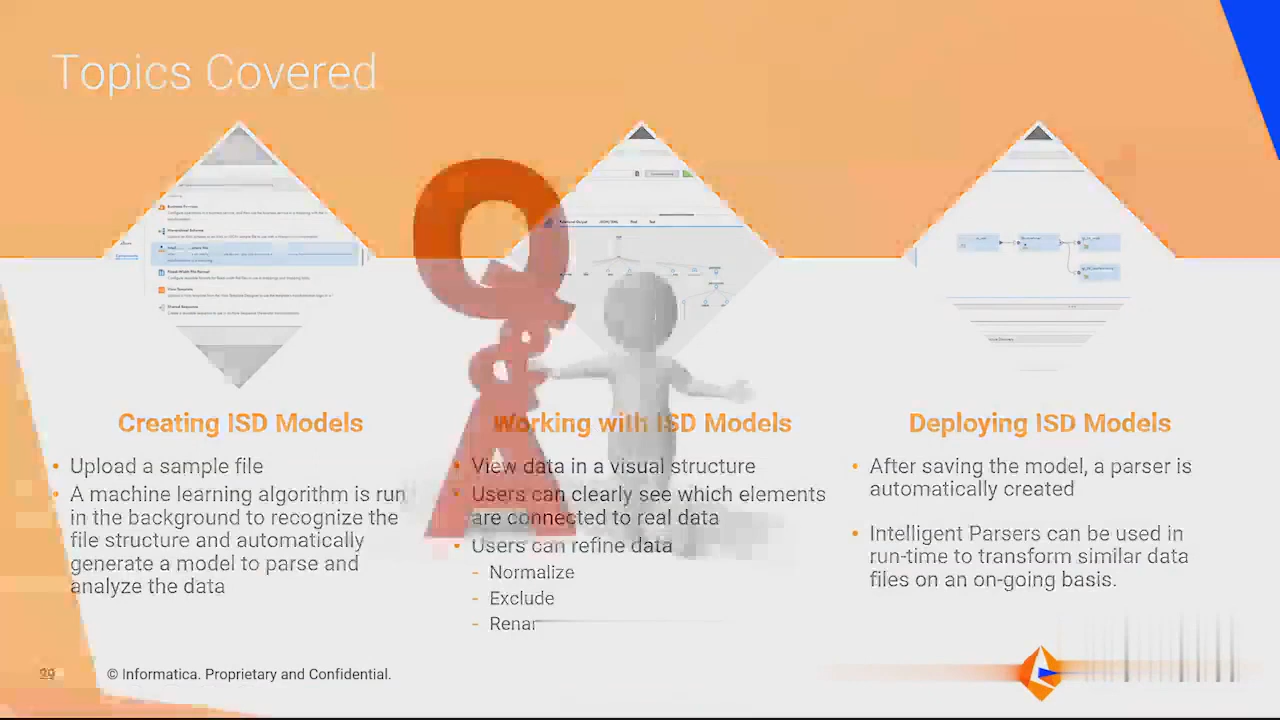 Topics Covered
Creating ISD Models
Upload a sample file
A machine learning algorithm is run
in the background to recognize the
file structure and automatically
generate a model to parse and
analyze the data
Q
&
A
Working with ISD Models
View data in a visual structure
Users can clearly see which elements
are connected to real data
Users can refine data
- Normalize
- Exclude
Deploying ISD Models
After saving the model, a parser is
automatically created
Intelligent Parsers can be used in
run-time to transform similar data
files on an on-going basis.
© Informatica. Proprietary and Confidential.